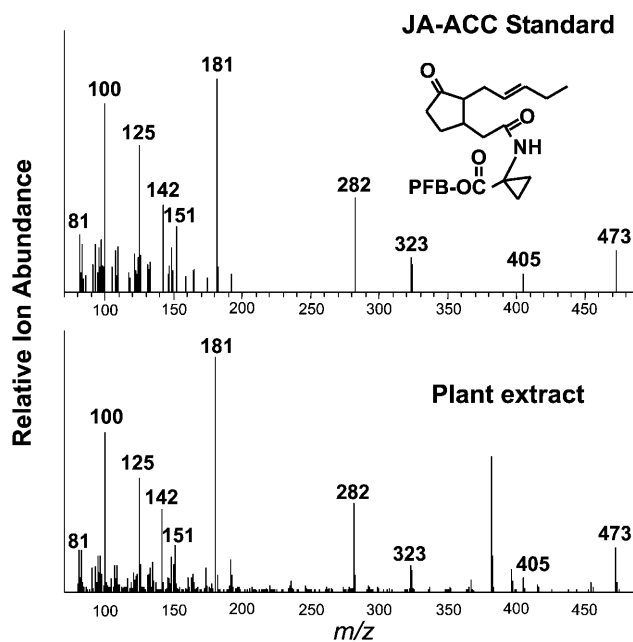 JA-ACC Standard
181
100
125
142
151
81
282
323
405
473
O
O
NH
O
PFB-OC
100 150 200 250 300 350 400 450
Relative Ion Abundance
181
Plant extract
100
125
142
151
81
282
323
405
473
100 150 200 250 300 350 400 450
m/z